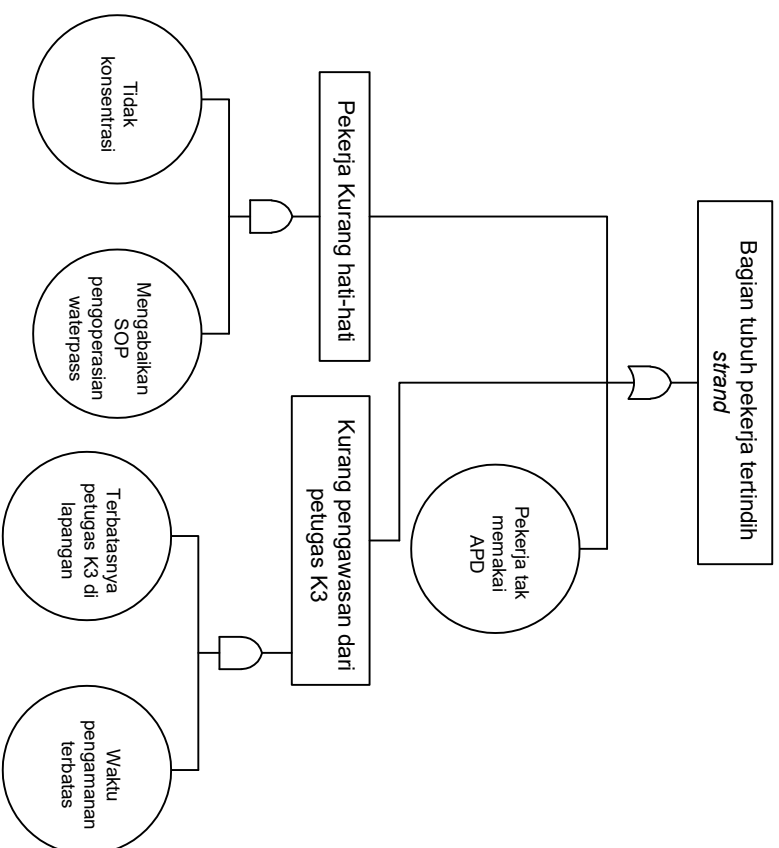 Bagian tubuh pekerja tertindih
strand
Pekerja Kurang hati-hati
Pekerja tak
memakai
APD
Kurang pengawasan dari
petugas K3
Tidak
konsentrasi
Mengabaikan
SOP
pengoperasian
waterpass
Terbatasnya
petugas K3 di
lapangan
Waktu
pengamanan
terbatas